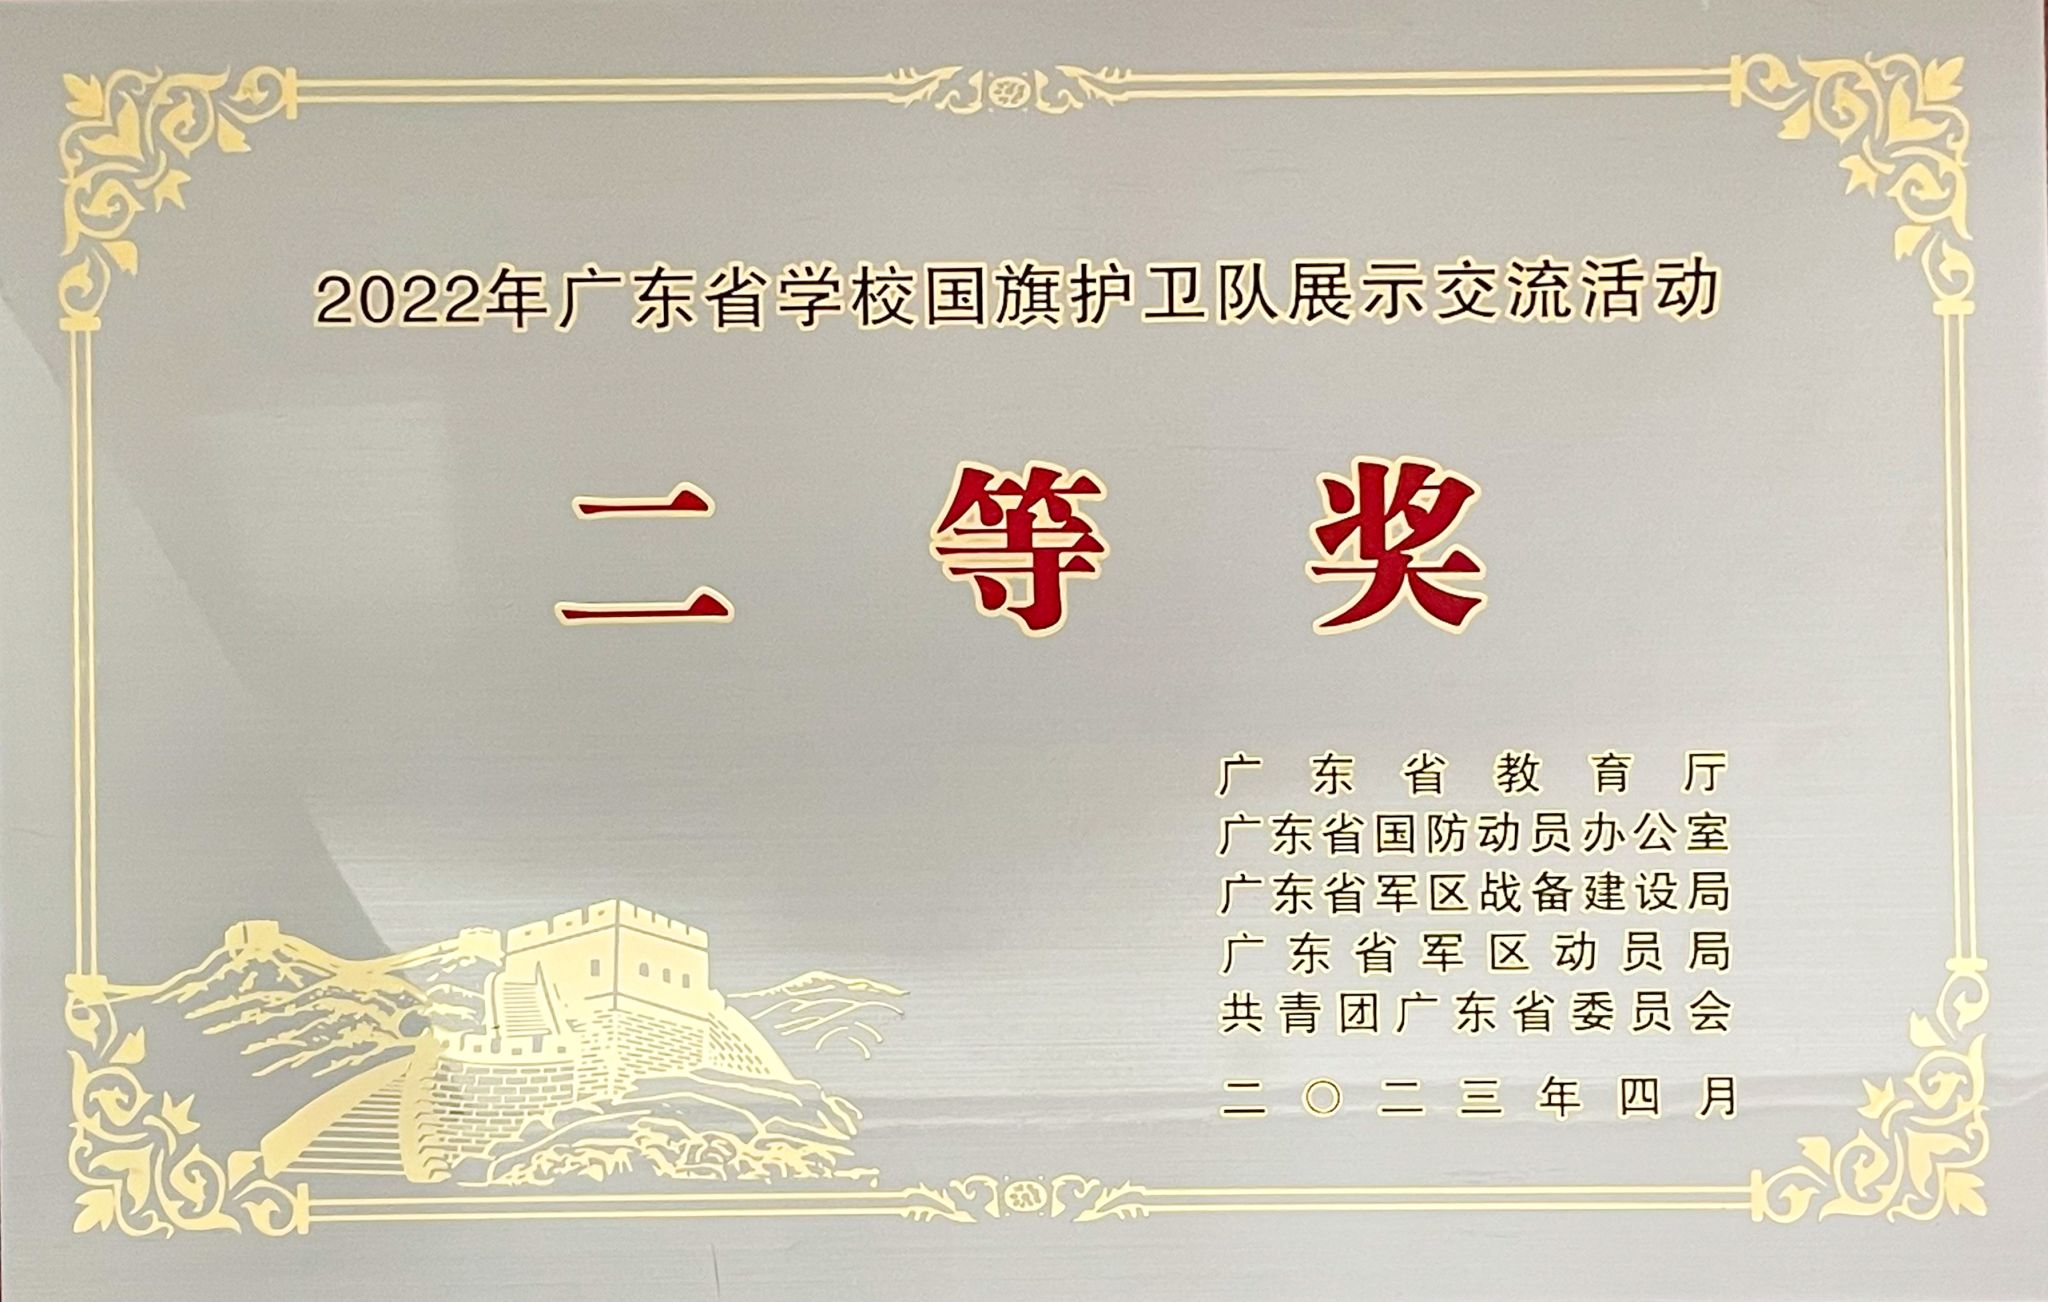 2022年广东省学校国旗护卫队展示交流活动
二等奖
广东省教育厅
广东省国防动员办公室
广东省军区战备建设局
广东省军区动员局
共青团广东省委员会
二〇二三年四月